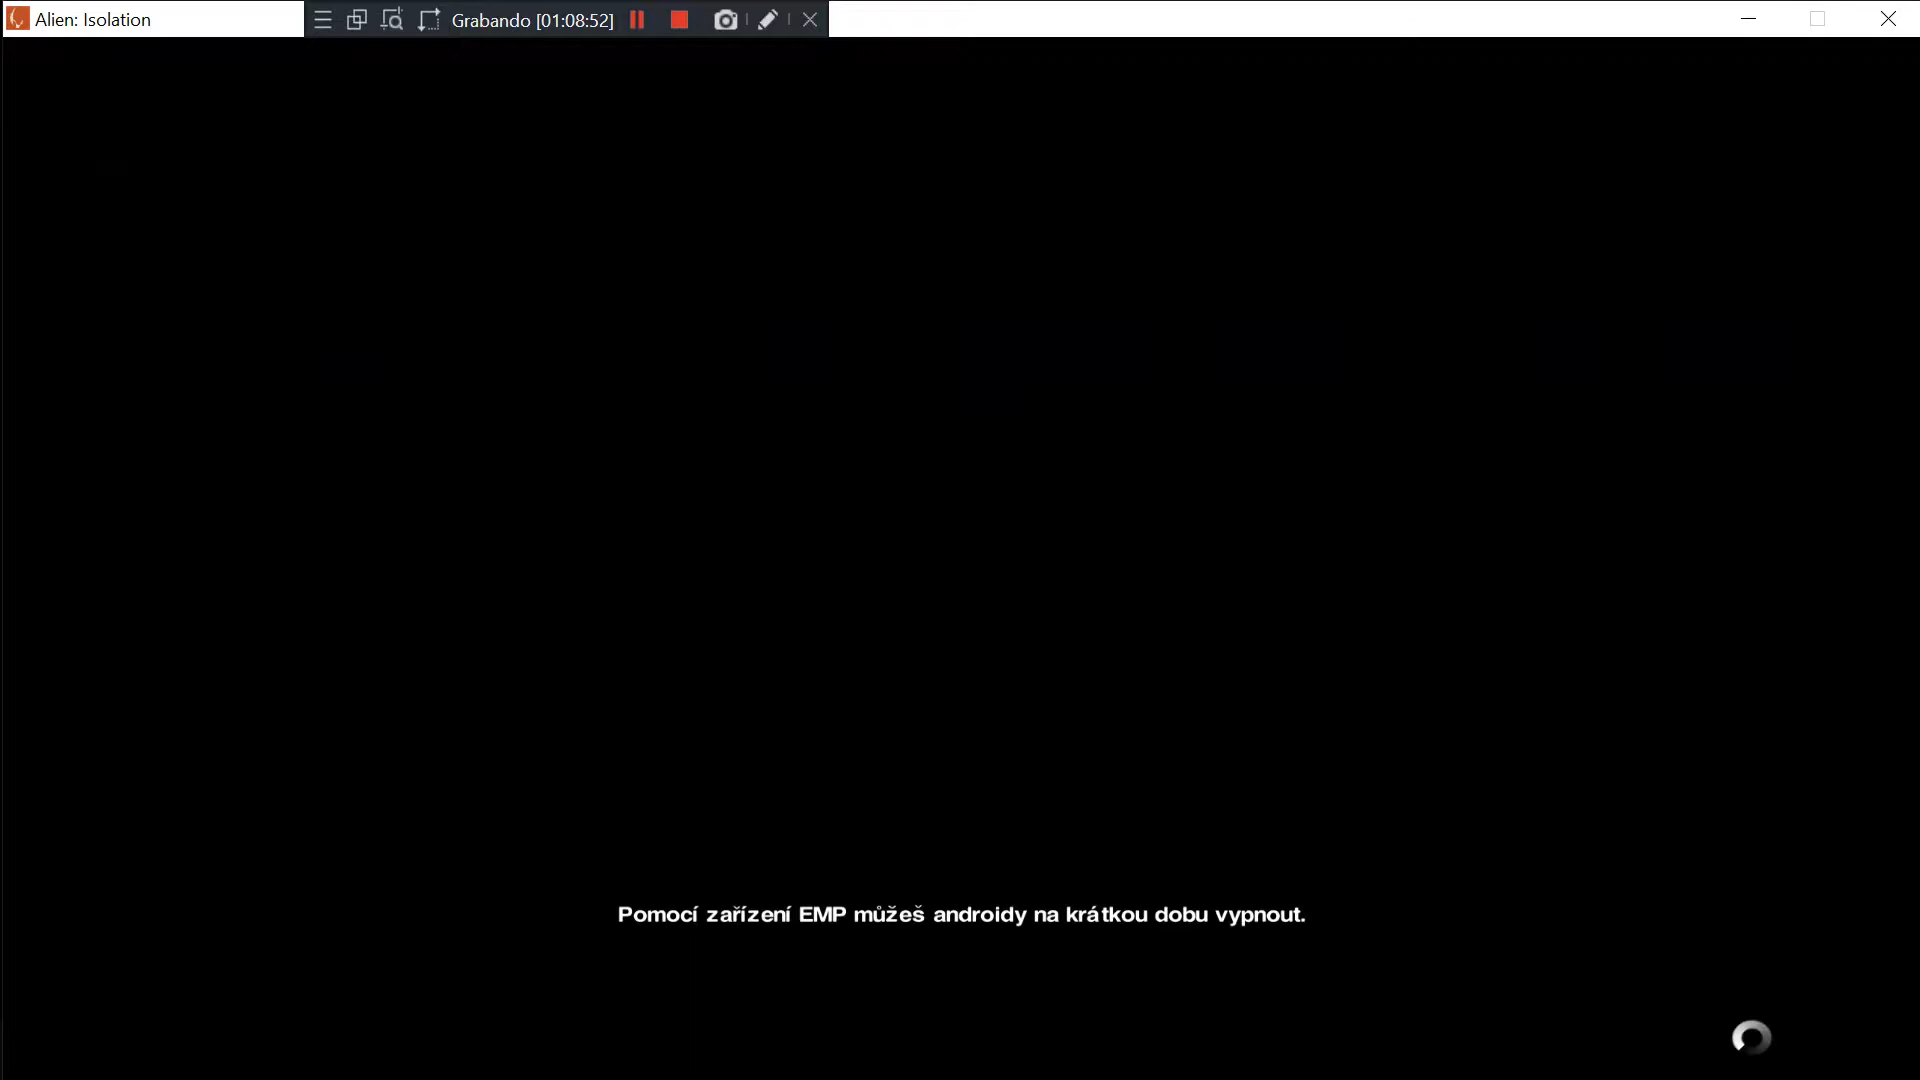 Alien: Isolation
Grabando [01:08:52]
Pomocí zařízení EMP můžeš androidy na krátkou dobu vypnout.